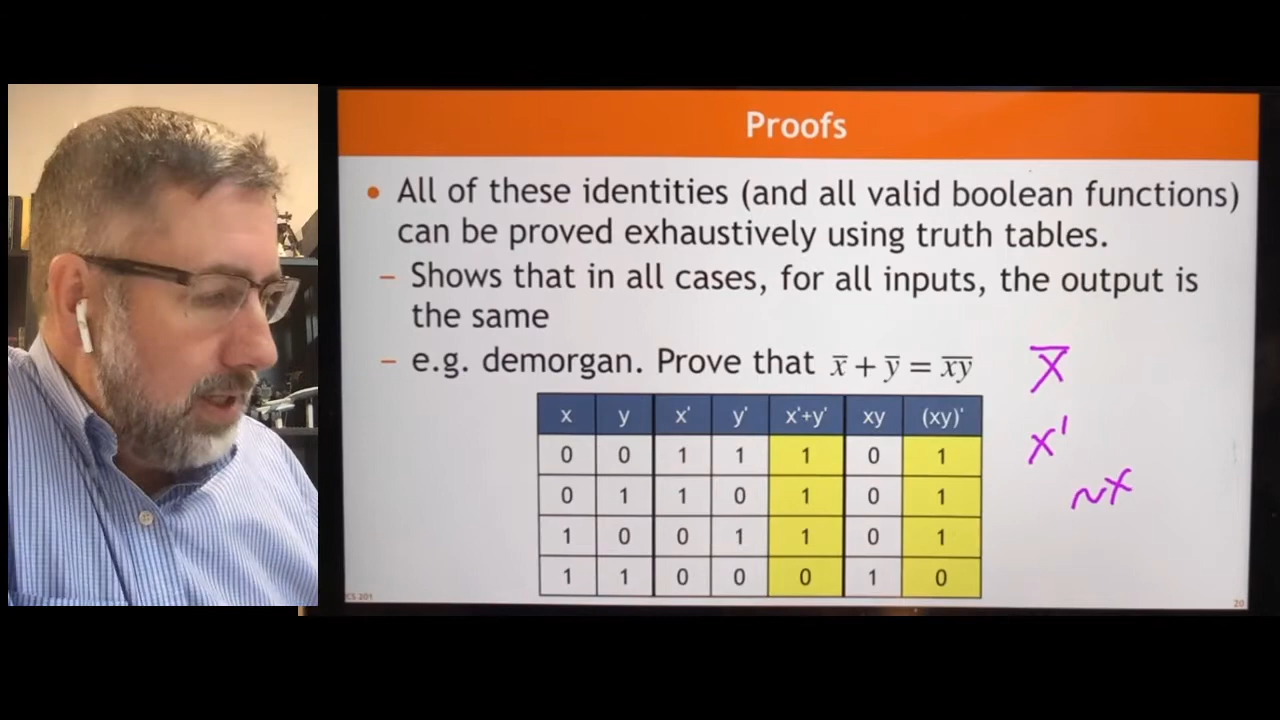 Proofs
• All of these identities (and all valid boolean functions)
can be proved exhaustively using truth tables.
– Shows that in all cases, for all inputs, the output is
the same
– e.g. demorgan. Prove that x̅ + y̅ = x̅y̅
x̅
x'
~x
x y x' y' x'+y' xy (xy)'
0 0 1 1 1 0 1
0 1 1 0 1 0 1
1 0 0 1 1 0 1
1 1 0 0 0 1 0
CS 201
20